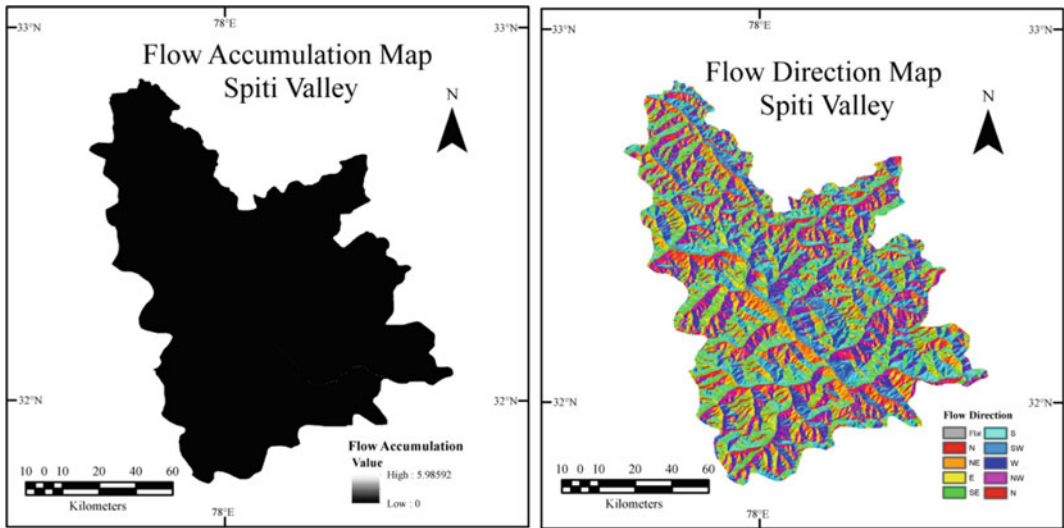 78°E
33°N
33°N
Flow Accumulation Map
Spiti Valley
N
32°N
32°N
Flow Accumulation
Value
High : 5.98592
Low : 0
10 0 10 20 40 60
Kilometers
78°E
78°E
33°N
33°N
Flow Direction Map
Spiti Valley
N
32°N
32°N
Flow Direction
Flat S
N SW
NE W
E NW
SE N
10 0 10 20 40 60
Kilometers
78°E